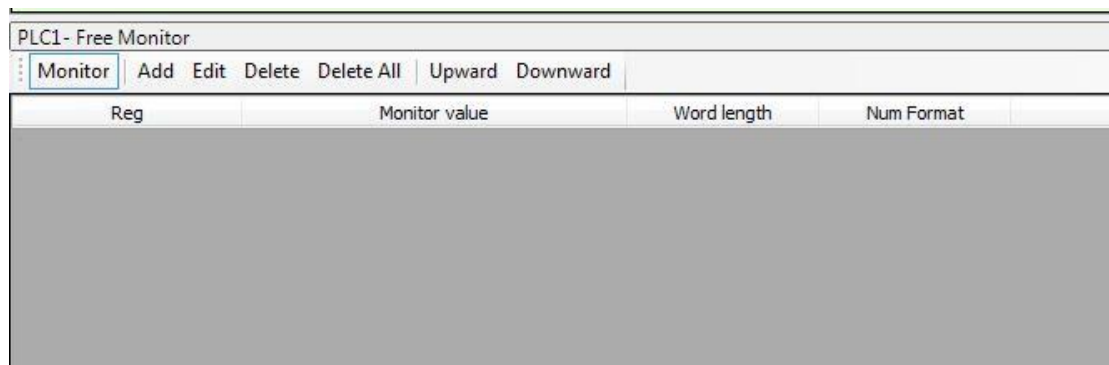 PLC1- Free Monitor
Monitor Add Edit Delete Delete All Upward Downward
Reg Monitor value Word length Num Format